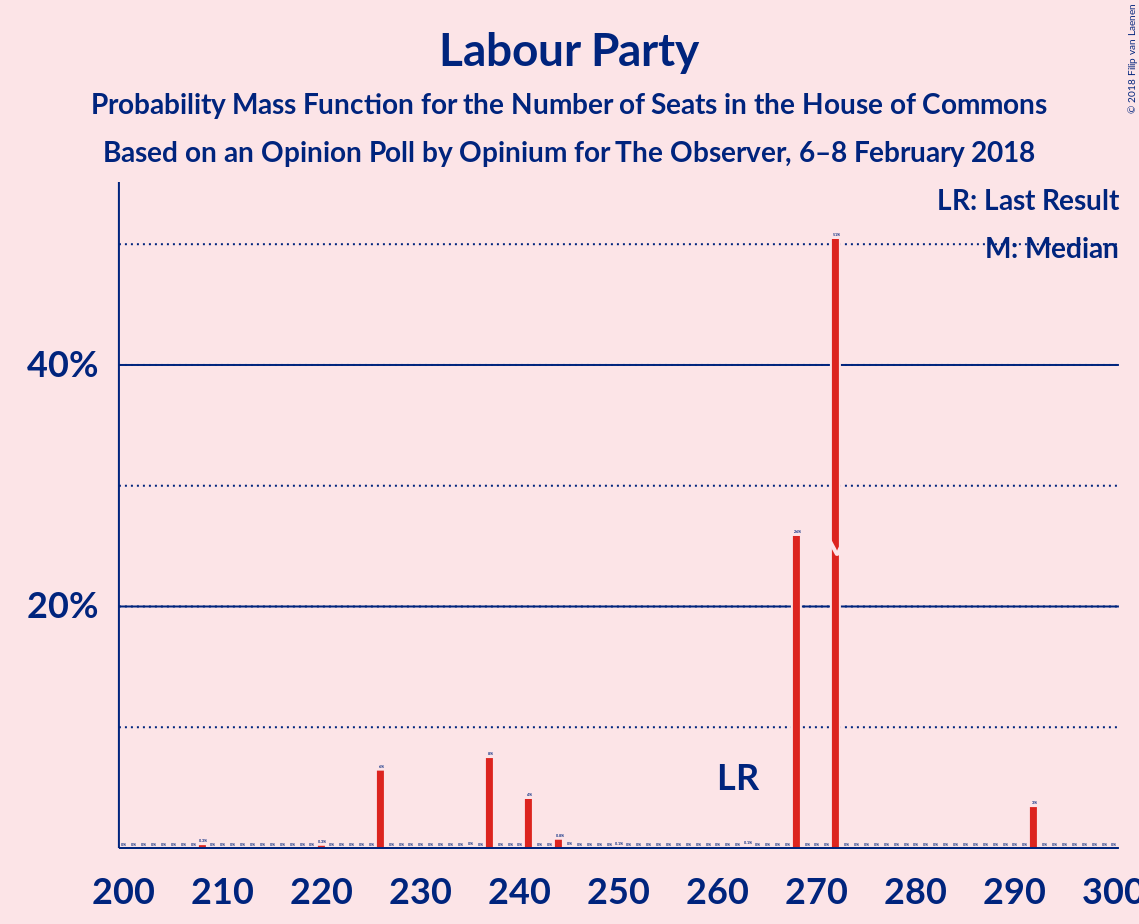 Labour Party
Probability Mass Function for the Number of Seats in the House of Commons
Based on an Opinion Poll by Opinium for The Observer, 6–8 February 2018
© 2018 Filip van Laenen
LR: Last Result
M: Median
40%
20%
LR
M
200 210 220 230 240 250 260 270 280 290 300